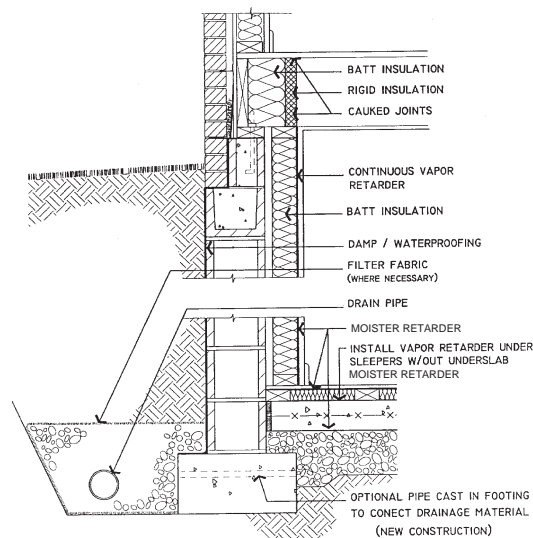 BATT INSULATION
RIGID INSULATION
CAUKED JOINTS
CONTINUOUS VAPOR
RETARDER
BATT INSULATION
DAMP / WATERPROOFING
FILTER FABRIC
(WHERE NECESSARY)
DRAIN PIPE
MOISTER RETARDER
INSTALL VAPOR RETARDER UNDER
SLEEPERS W/OUT UNDERSLAB
MOISTER RETARDER
OPTIONAL PIPE CAST IN FOOTING
TO CONECT DRAINAGE MATERIAL
(NEW CONSTRUCTION)